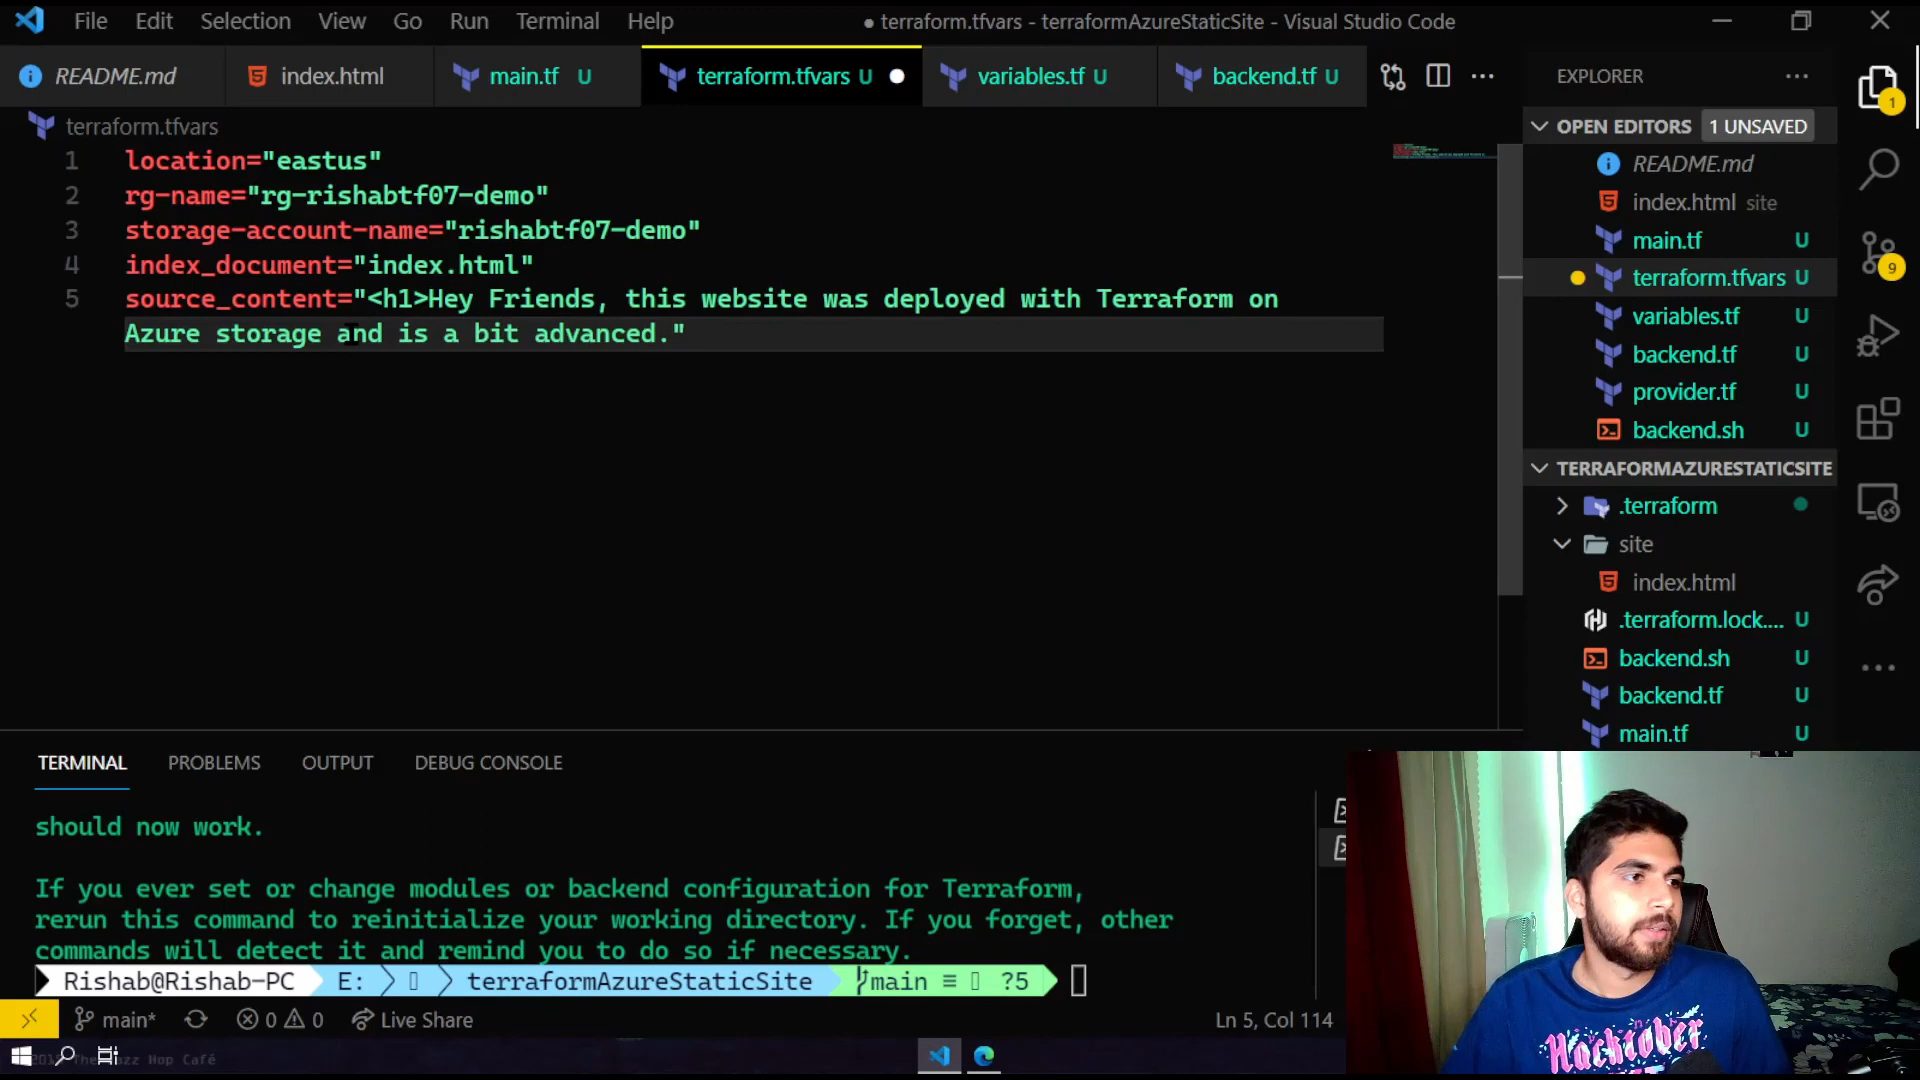 File Edit Selection View Go Run Terminal Help
● terraform.tfvars - terraformAzureStaticSite - Visual Studio Code
README.md
index.html
main.tf U
terraform.tfvars U
variables.tf U
backend.tf U
terraform.tfvars
1 location="eastus"
2 rg-name="rg-rishabtf07-demo"
3 storage-account-name="rishabtf07-demo"
4 index_document="index.html"
5 source_content="<h1>Hey Friends, this website was deployed with Terraform on
Azure storage and is a bit advanced."
EXPLORER
1
OPEN EDITORS 1 UNSAVED
README.md
index.html site
main.tf U
terraform.tfvars U
9
variables.tf U
backend.tf U
provider.tf U
backend.sh U
TERRAFORMAZURESTATICSITE
.terraform
site
index.html
.terraform.lock.... U
backend.sh U
backend.tf U
main.tf U
TERMINAL PROBLEMS OUTPUT DEBUG CONSOLE
should now work.
If you ever set or change modules or backend configuration for Terraform,
rerun this command to reinitialize your working directory. If you forget, other
commands will detect it and remind you to do so if necessary.
Rishab@Rishab-PC E: terraformAzureStaticSite main ≡ ?5
main* 0 0 Live Share
Ln 5, Col 114
Hacktober